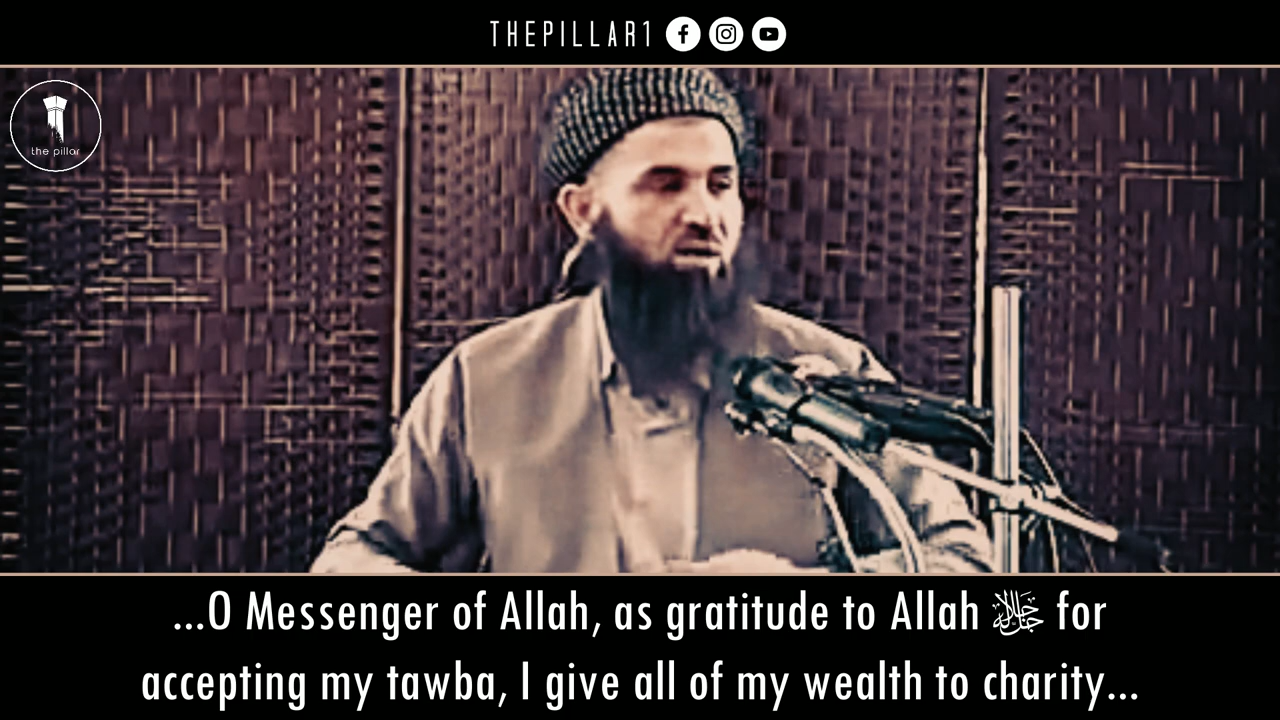 THEPILLAR1
the pillar
...O Messenger of Allah, as gratitude to Allah ﷻ for
accepting my tawba, I give all of my wealth to charity...